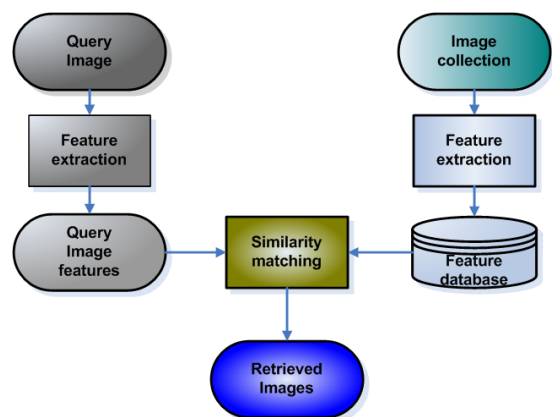 Query
Image
Image
collection
Feature
extraction
Feature
extraction
Query
Image
features
Similarity
matching
Feature
database
Retrieved
Images